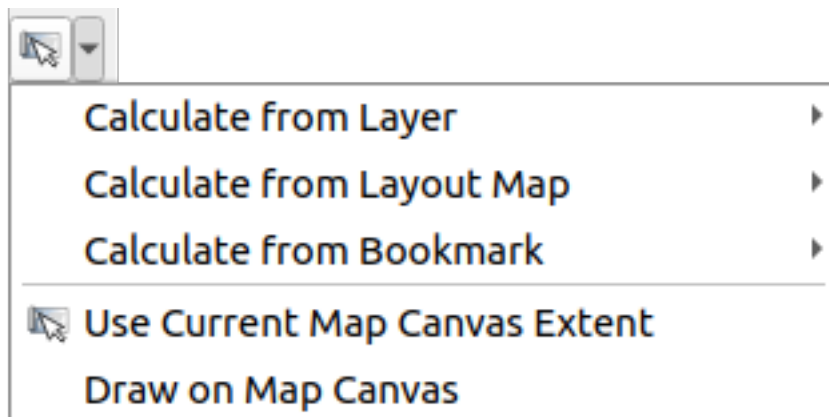 Calculate from Layer
Calculate from Layout Map
Calculate from Bookmark
Use Current Map Canvas Extent
Draw on Map Canvas